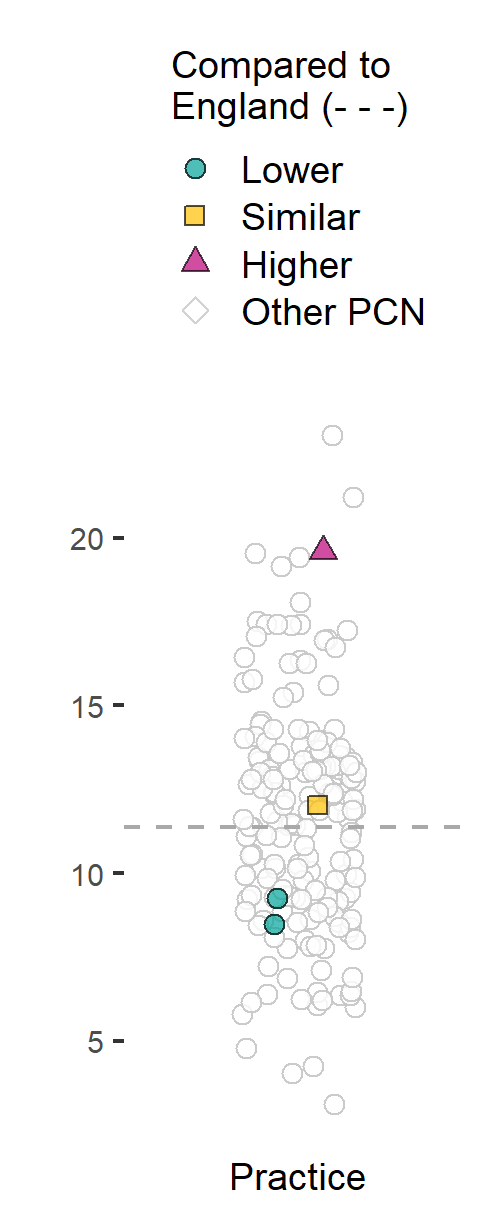 Compared to
England (- - -)
Lower
Similar
Higher
Other PCN
20
15
10
5
Practice